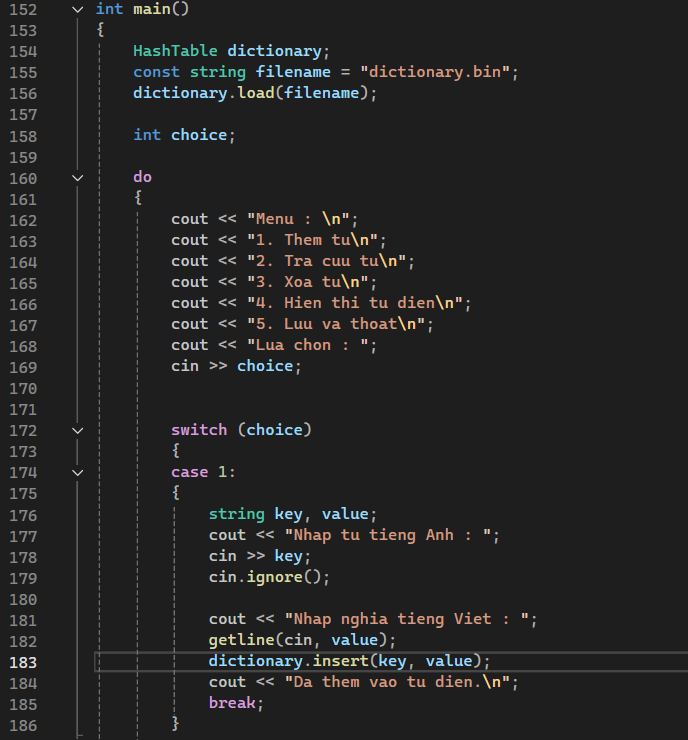 152 int main()
153 {
154 HashTable dictionary;
155 const string filename = "dictionary.bin";
156 dictionary.load(filename);
157
158 int choice;
159
160 do
161 {
162 cout << "Menu : \n";
163 cout << "1. Them tu\n";
164 cout << "2. Tra cuu tu\n";
165 cout << "3. Xoa tu\n";
166 cout << "4. Hien thi tu dien\n";
167 cout << "5. Luu va thoat\n";
168 cout << "Lua chon : ";
169 cin >> choice;
170
171
172 switch (choice)
173 {
174 case 1:
175 {
176 string key, value;
177 cout << "Nhap tu tieng Anh : ";
178 cin >> key;
179 cin.ignore();
180
181 cout << "Nhap nghia tieng Viet : ";
182 getline(cin, value);
183 dictionary.insert(key, value);
184 cout << "Da them vao tu dien.\n";
185 break;
186 }